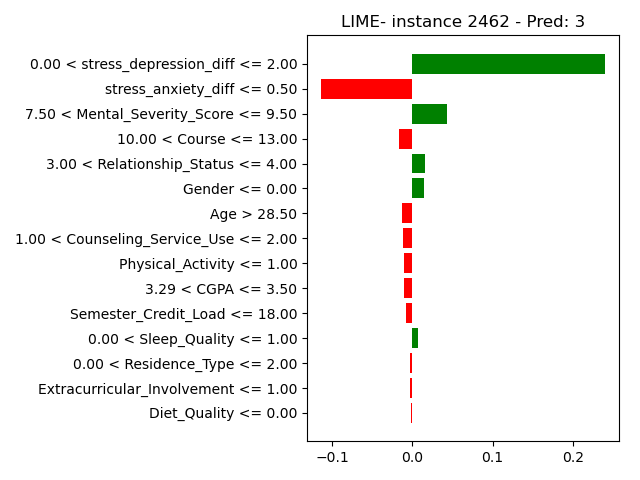 LIME- instance 2462 - Pred: 3
0.00 < stress_depression_diff <= 2.00
stress_anxiety_diff <= 0.50
7.50 < Mental_Severity_Score <= 9.50
10.00 < Course <= 13.00
3.00 < Relationship_Status <= 4.00
Gender <= 0.00
Age > 28.50
1.00 < Counseling_Service_Use <= 2.00
Physical_Activity <= 1.00
3.29 < CGPA <= 3.50
Semester_Credit_Load <= 18.00
0.00 < Sleep_Quality <= 1.00
0.00 < Residence_Type <= 2.00
Extracurricular_Involvement <= 1.00
Diet_Quality <= 0.00
−0.1 0.0 0.1 0.2